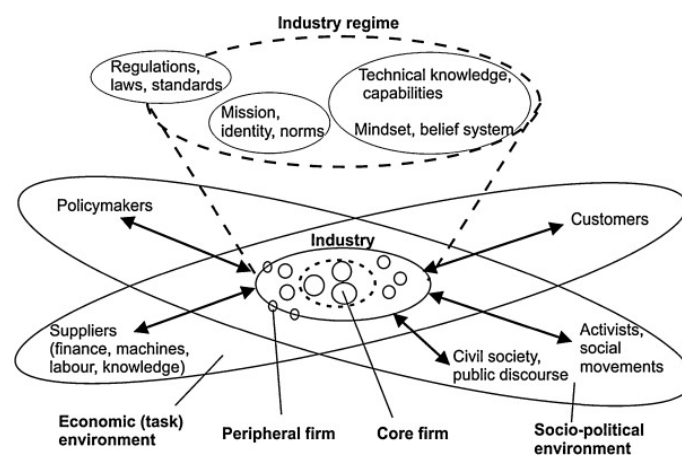 Industry regime
Regulations,
laws, standards
Technical knowledge,
capabilities
Mission,
identity, norms
Mindset, belief system
Policymakers
Customers
Industry
Suppliers
(finance, machines,
labour, knowledge)
Civil society,
public discourse
Activists,
social
movements
Economic (task)
environment
Peripheral firm
Core firm
Socio-political
environment